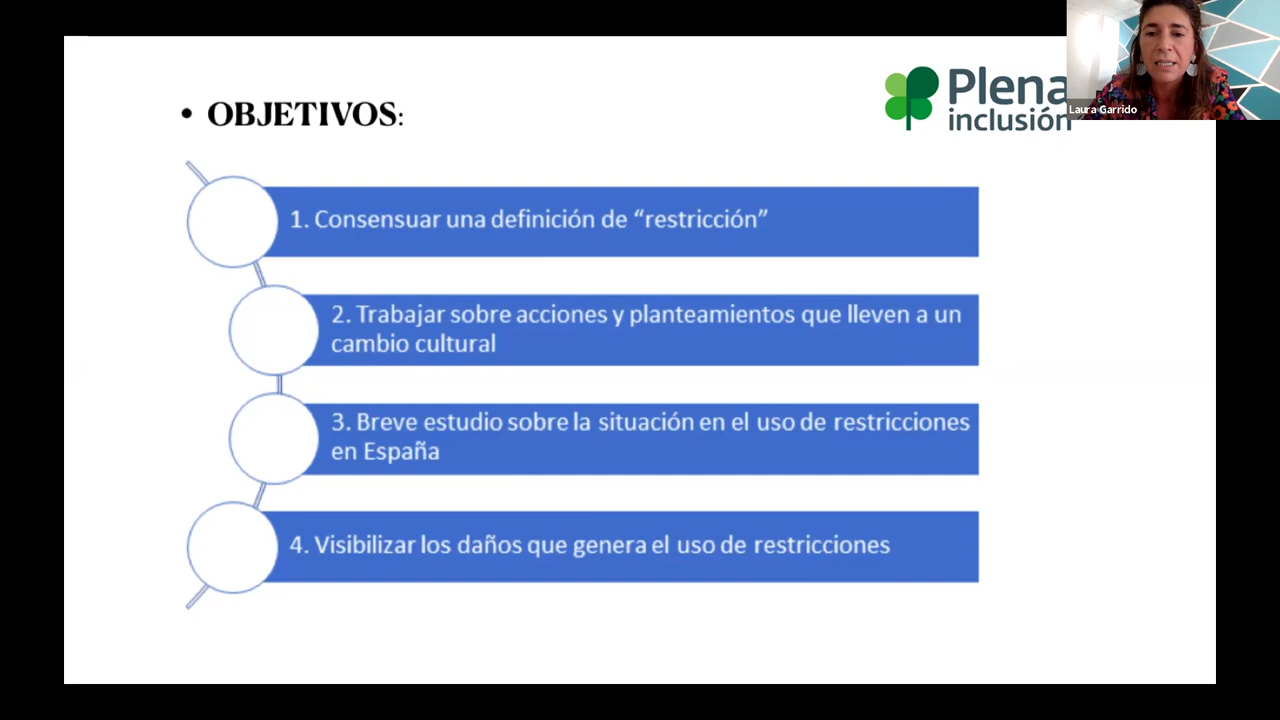 • OBJETIVOS:
Plena
inclusión
Laura Garrido
1. Consensuar una definición de “restricción”
2. Trabajar sobre acciones y planteamientos que lleven a un
cambio cultural
3. Breve estudio sobre la situación en el uso de restricciones
en España
4. Visibilizar los daños que genera el uso de restricciones